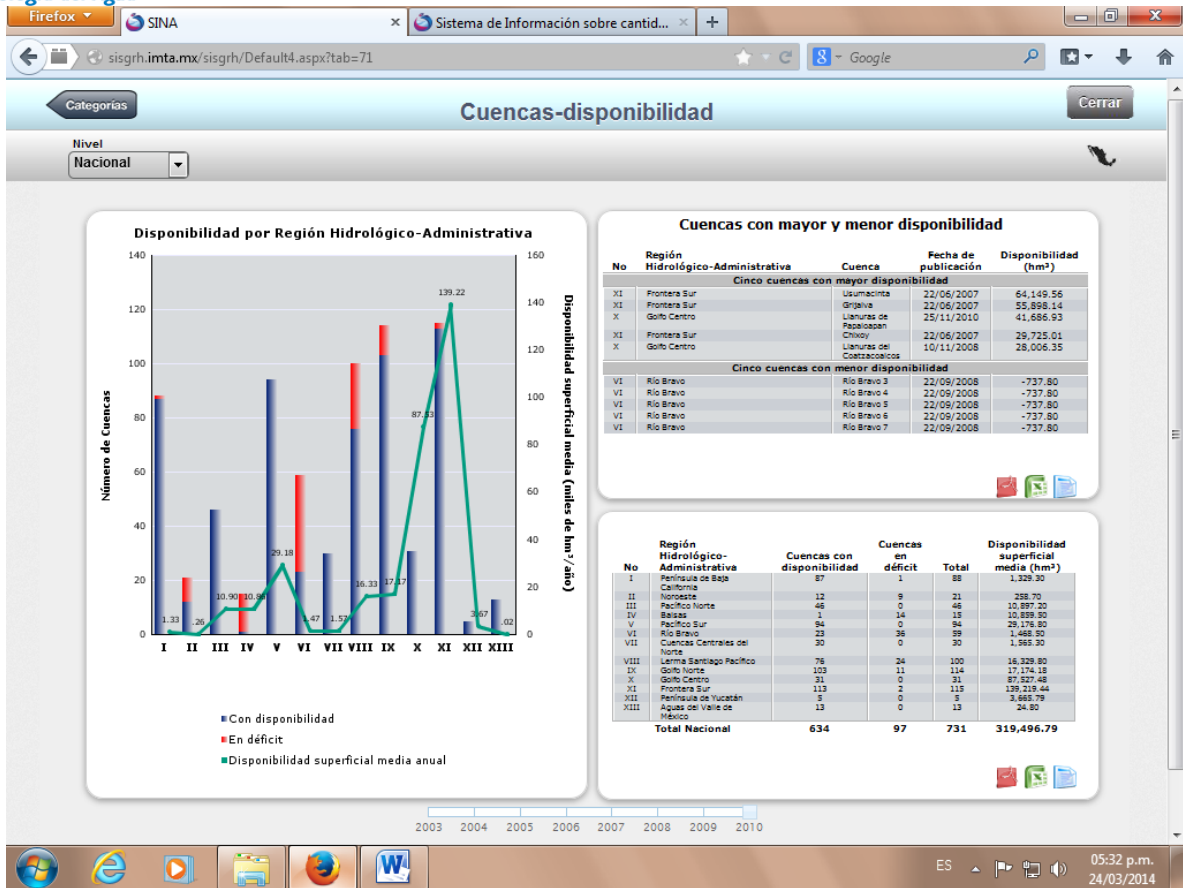 Firefox
SINA
Sistema de Información sobre cantid...
sisgrh.imta.mx/sisgrh/Default4.aspx?tab=71
Google
Categorías
Cuencas-disponibilidad
Cerrar
Nivel
Nacional
Disponibilidad por Región Hidrológico-Administrativa
140
120
100
80
60
40
20
0
Número de Cuencas
160
140
120
100
80
60
40
20
0
Disponibilidad superficial media (miles de hm³/año)
1.33
.26
10.90
10.86
29.18
1.47
1.57
16.33
17.17
87.53
139.22
3.67
.02
I II III IV V VI VII VIII IX X XI XII XIII
Con disponibilidad
En déficit
Disponibilidad superficial media anual
Cuencas con mayor y menor disponibilidad
No Región Hidrológico-Administrativa Cuenca Fecha de publicación Disponibilidad (hm³)
Cinco cuencas con mayor disponibilidad
XI Frontera Sur Usumacinta 22/06/2007 64,149.56
XI Frontera Sur Grijalva 22/06/2007 55,898.14
X Golfo Centro Llanuras de Papaloapan 25/11/2010 41,686.93
XI Frontera Sur Chixoy 22/06/2007 29,725.01
X Golfo Centro Llanuras del Coatzacoalcos 10/11/2008 28,006.35
Cinco cuencas con menor disponibilidad
VI Río Bravo Río Bravo 3 22/09/2008 -737.80
VI Río Bravo Río Bravo 4 22/09/2008 -737.80
VI Río Bravo Río Bravo 5 22/09/2008 -737.80
VI Río Bravo Río Bravo 6 22/09/2008 -737.80
VI Río Bravo Río Bravo 7 22/09/2008 -737.80
No Región Hidrológico-Administrativa Cuencas con disponibilidad Cuencas en déficit Total Disponibilidad superficial media (hm³)
I Península de Baja California 87 1 88 1,329.30
II Noroeste 12 9 21 258.70
III Pacífico Norte 46 0 46 10,897.20
IV Balsas 1 14 15 10,859.50
V Pacífico Sur 94 0 94 29,176.80
VI Río Bravo 23 36 59 1,468.50
VII Cuencas Centrales del Norte 30 0 30 1,565.30
VIII Lerma Santiago Pacífico 76 24 100 16,329.80
IX Golfo Norte 103 11 114 17,174.18
X Golfo Centro 31 0 31 87,527.48
XI Frontera Sur 113 2 115 139,219.44
XII Península de Yucatán 5 0 5 3,665.79
XIII Aguas del Valle de México 13 0 13 24.80
Total Nacional 634 97 731 319,496.79
2003 2004 2005 2006 2007 2008 2009 2010
ES
05:32 p.m.
24/03/2014